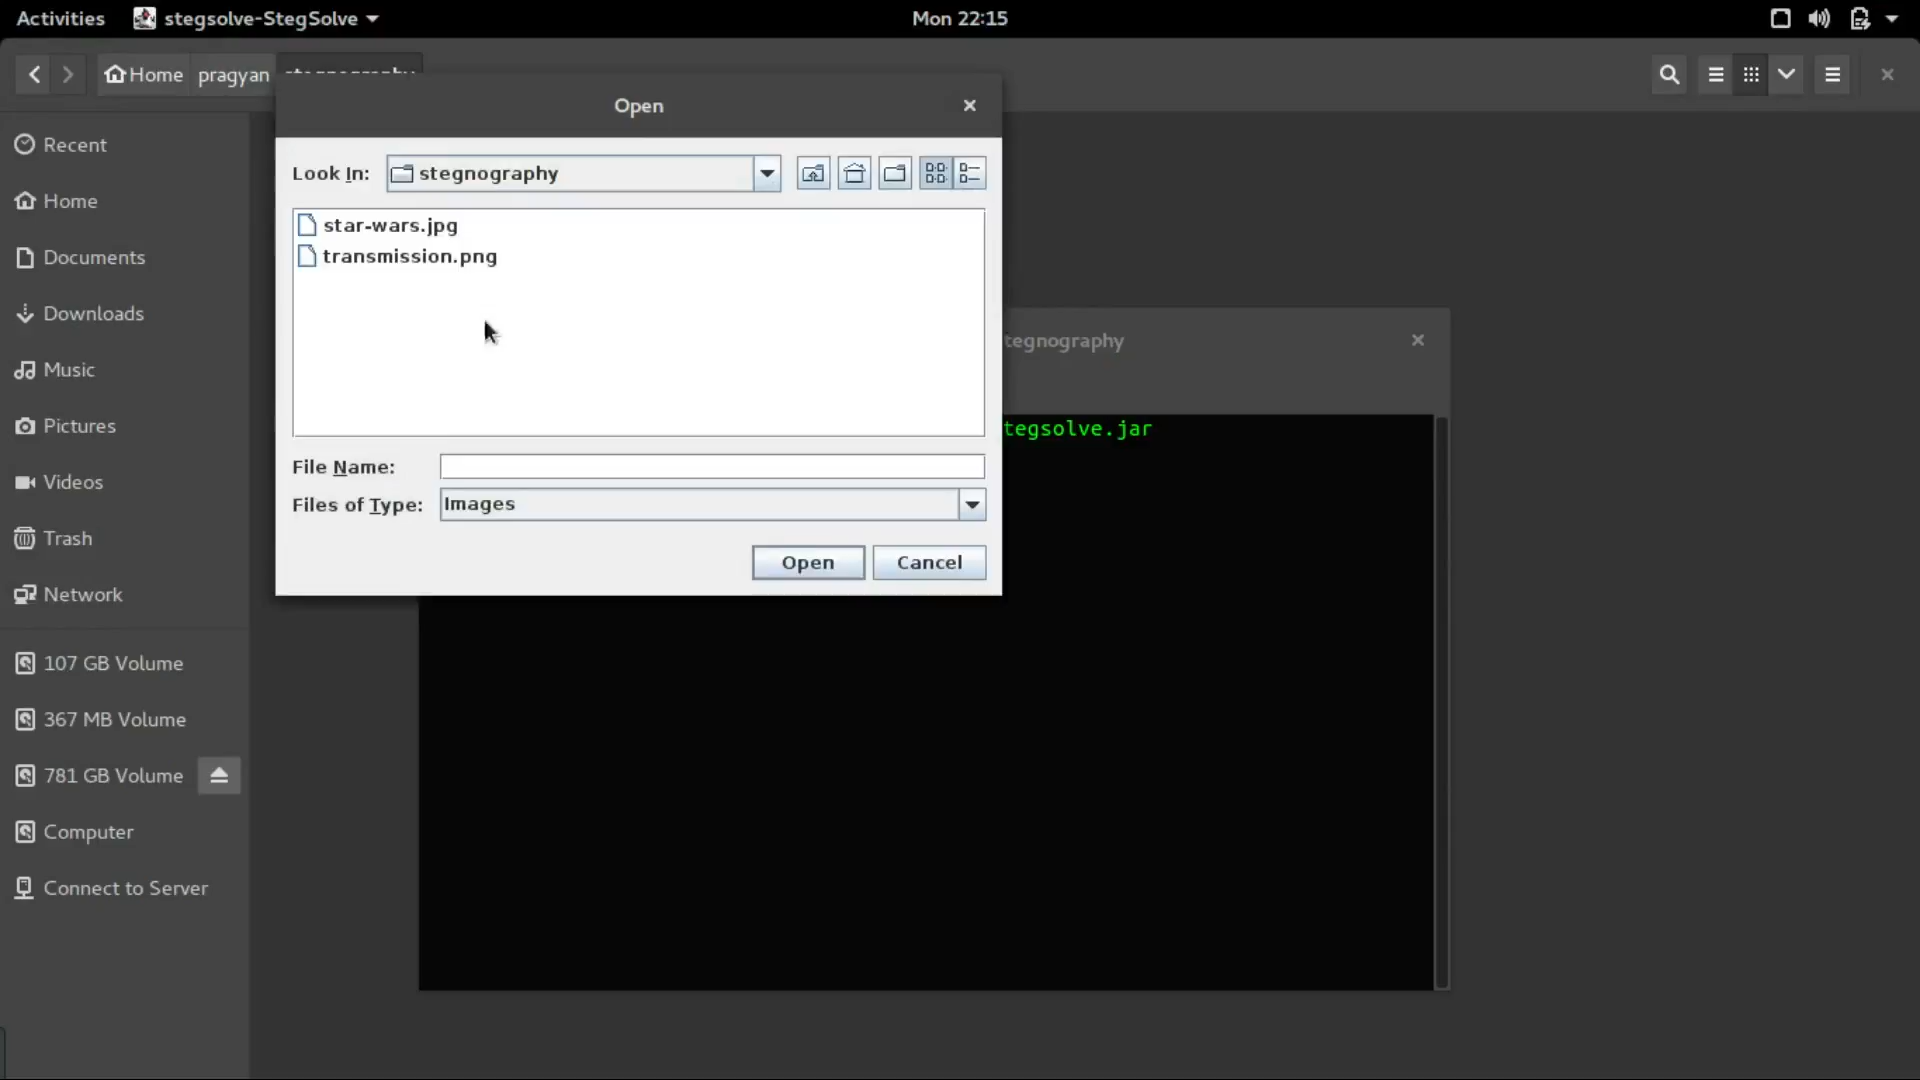 Activities stegsolve-StegSolve Mon 22:15
Home pragyan
Open
Recent
Look In: stegnography
Home
star-wars.jpg
Documents
transmission.png
Downloads
tegnography
Music
Pictures
tegsolve.jar
File Name:
Videos
Files of Type: Images
Trash
Open Cancel
Network
107 GB Volume
367 MB Volume
781 GB Volume
Computer
Connect to Server